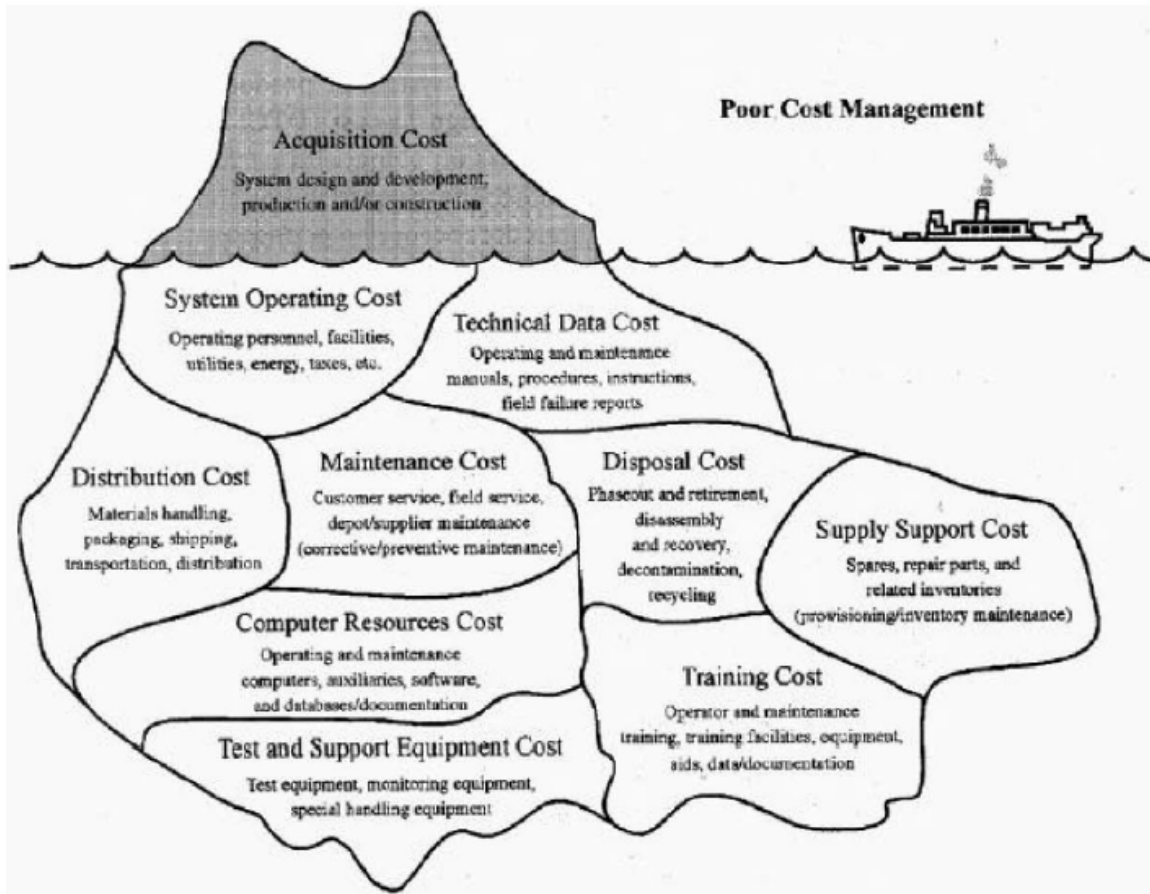 Poor Cost Management
Acquisition Cost
System design and development,
production and/or construction
System Operating Cost
Operating personnel, facilities,
utilities, energy, taxes, etc.
Technical Data Cost
Operating and maintenance
manuals, procedures, instructions,
field failure reports
Distribution Cost
Materials handling,
packaging, shipping,
transportation, distribution
Maintenance Cost
Customer service, field service,
depot/supplier maintenance
(corrective/preventive maintenance)
Disposal Cost
Phaseout and retirement,
disassembly
and recovery,
decontamination,
recycling
Supply Support Cost
Spares, repair parts, and
related inventories
(provisioning/inventory maintenance)
Computer Resources Cost
Operating and maintenance
computers, auxiliaries, software,
and databases/documentation
Training Cost
Operator and maintenance
training, training facilities, equipment,
aids, data/documentation
Test and Support Equipment Cost
Test equipment, monitoring equipment,
special handling equipment